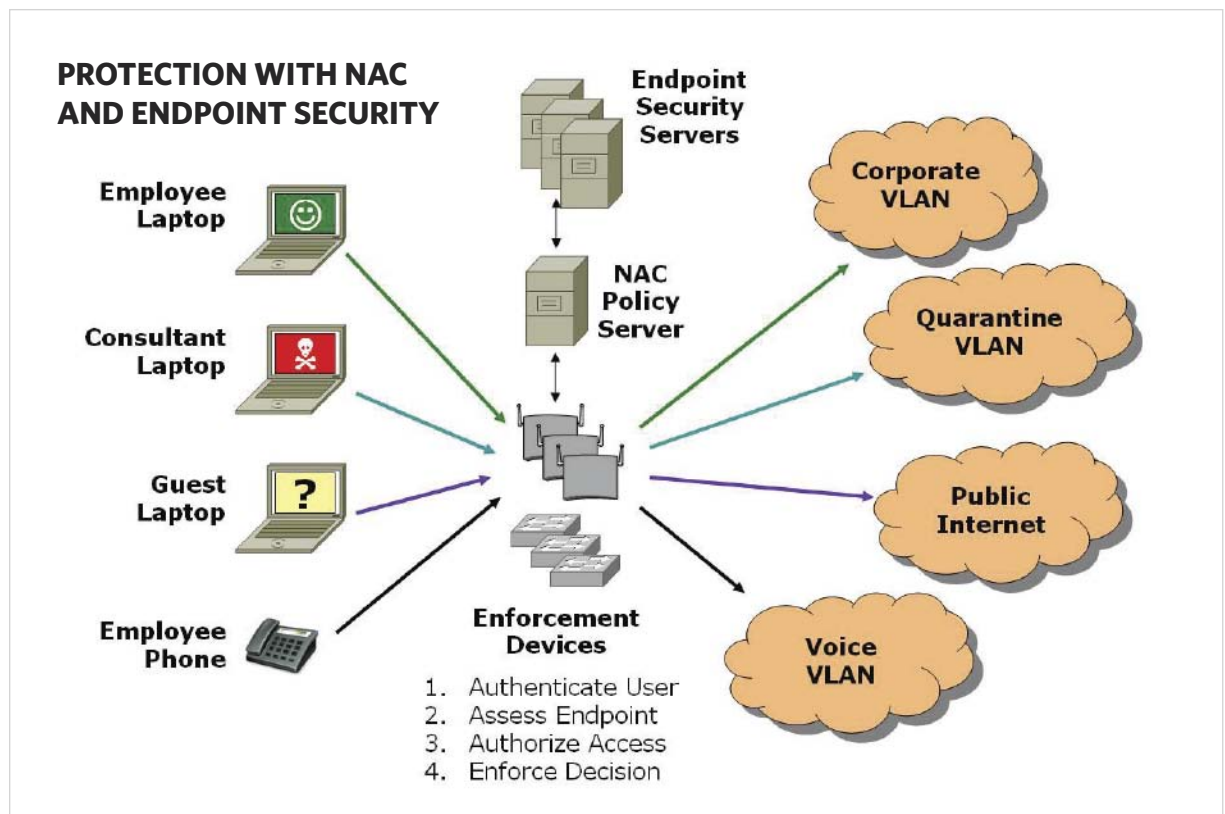 PROTECTION WITH NAC
AND ENDPOINT SECURITY
Endpoint
Security
Servers
Employee
Laptop
Corporate
VLAN
NAC
Policy
Server
Consultant
Laptop
Quarantine
VLAN
Guest
Laptop
?
Public
Internet
Employee
Phone
Enforcement
Devices
Voice
VLAN
1. Authenticate User
2. Assess Endpoint
3. Authorize Access
4. Enforce Decision